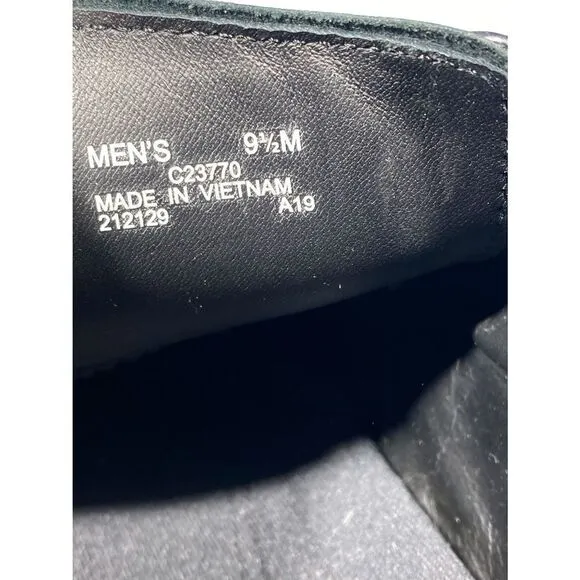 MEN'S 9½M
C23770
MADE IN VIETNAM
212129 A19